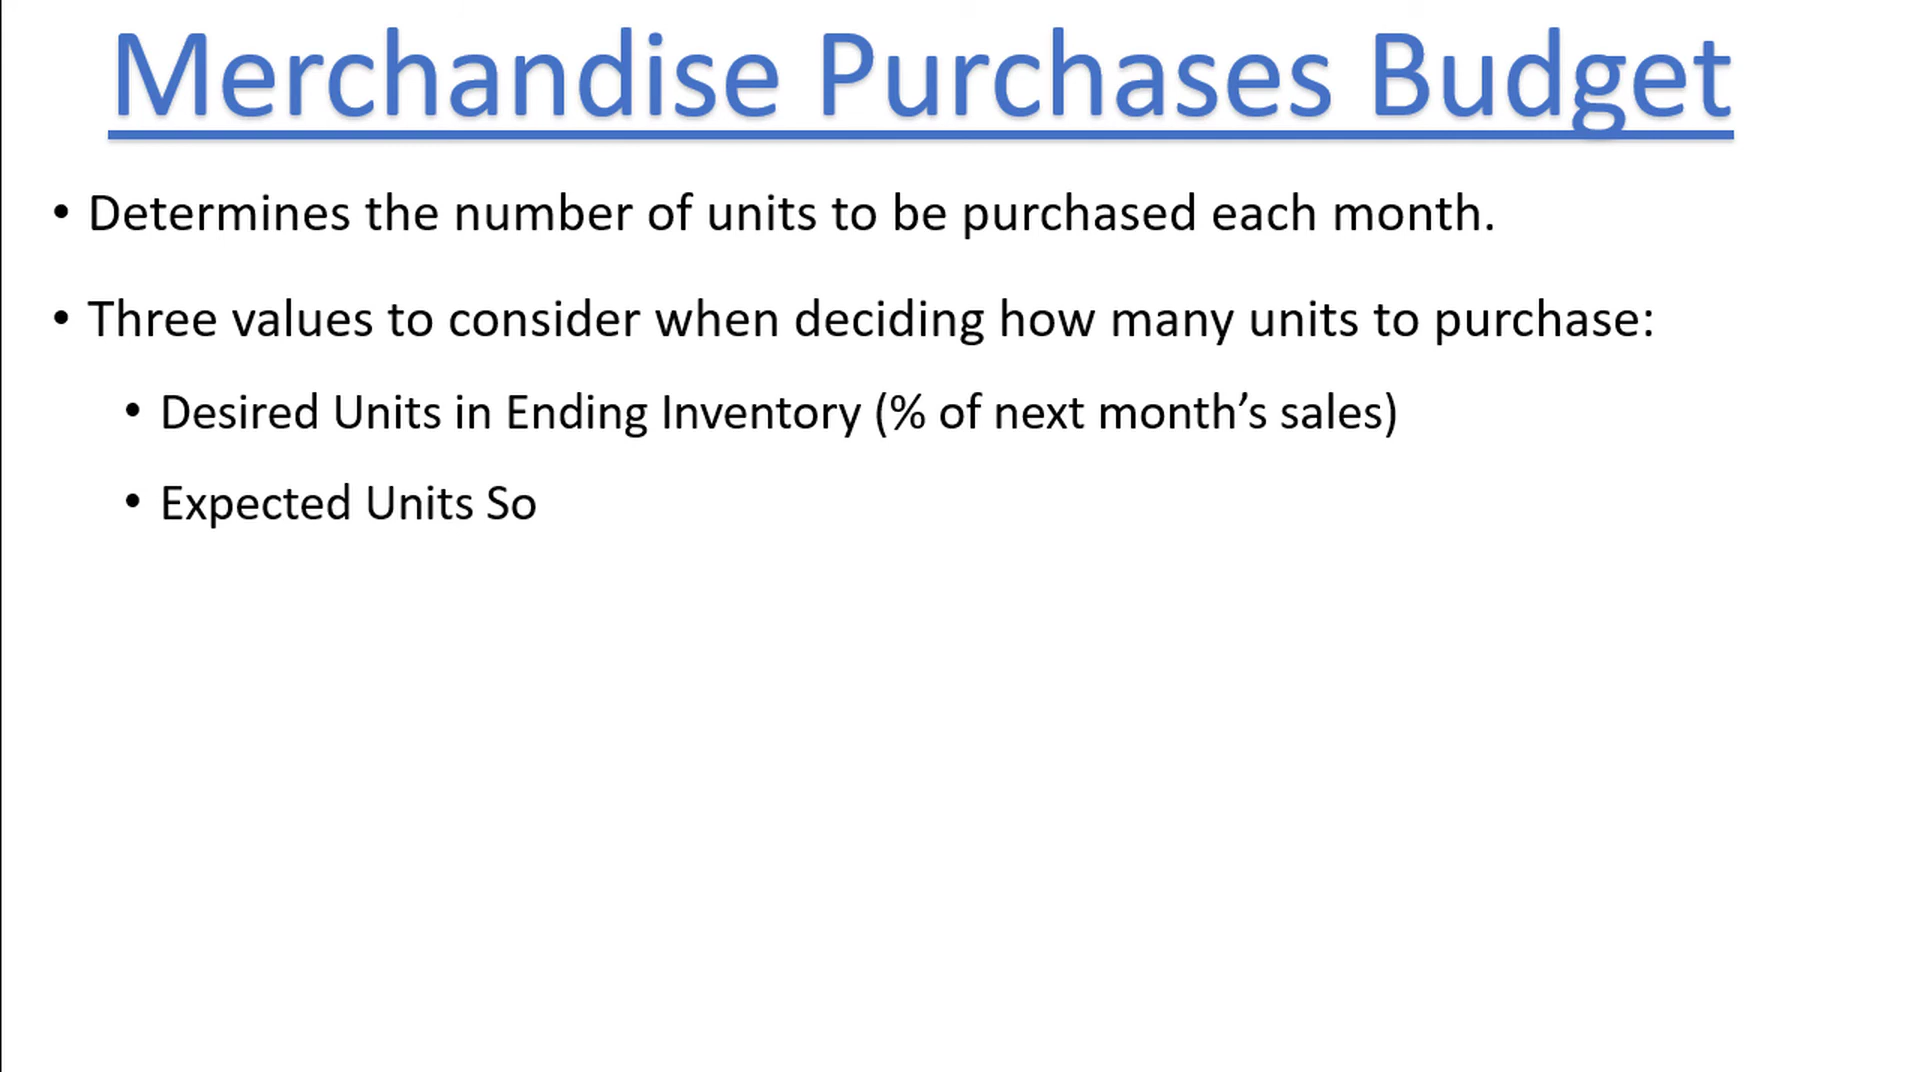 Merchandise Purchases Budget
• Determines the number of units to be purchased each month.
• Three values to consider when deciding how many units to purchase:
• Desired Units in Ending Inventory (% of next month’s sales)
• Expected Units So